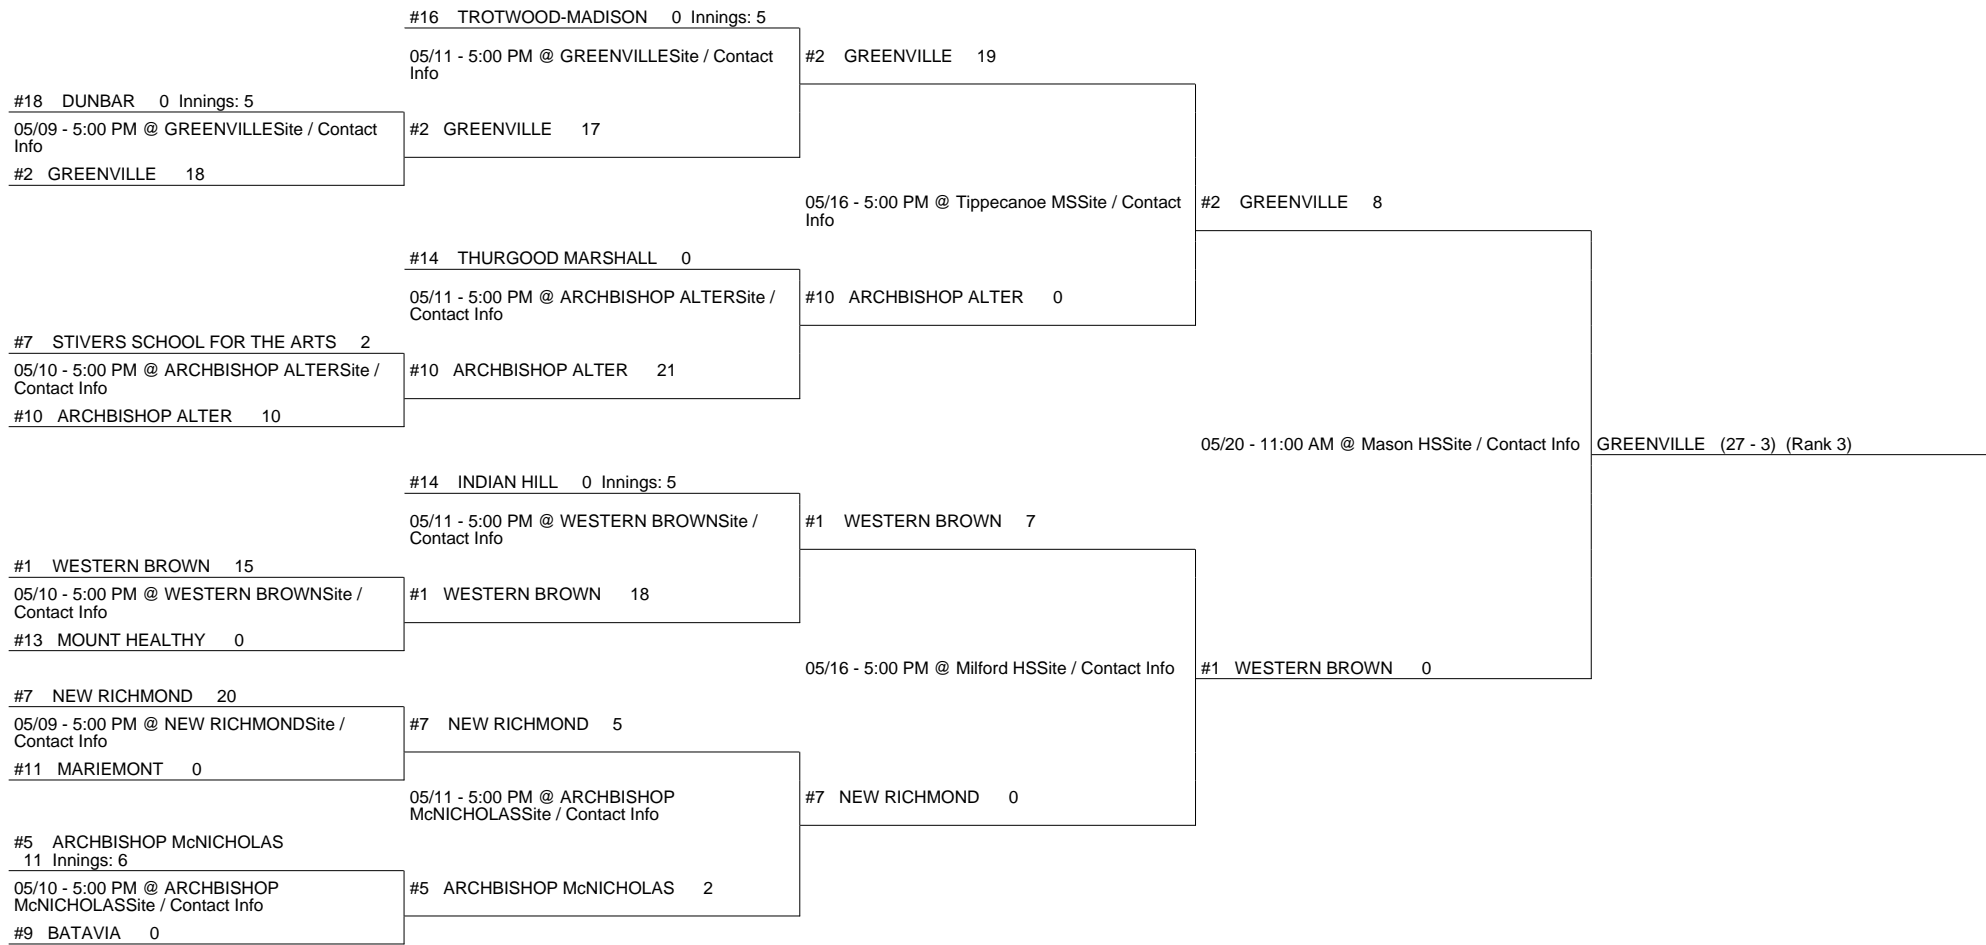 #16 TROTWOOD-MADISON 0 Innings: 5
05/11 - 5:00 PM @ GREENVILLESite / Contact
Info
#2 GREENVILLE 19
#18 DUNBAR 0 Innings: 5
05/09 - 5:00 PM @ GREENVILLESite / Contact
Info
#2 GREENVILLE 17
#2 GREENVILLE 18
05/16 - 5:00 PM @ Tippecanoe MSSite / Contact
Info
#2 GREENVILLE 8
#14 THURGOOD MARSHALL 0
05/11 - 5:00 PM @ ARCHBISHOP ALTERSite /
Contact Info
#10 ARCHBISHOP ALTER 0
#7 STIVERS SCHOOL FOR THE ARTS 2
05/10 - 5:00 PM @ ARCHBISHOP ALTERSite /
Contact Info
#10 ARCHBISHOP ALTER 21
#10 ARCHBISHOP ALTER 10
05/20 - 11:00 AM @ Mason HSSite / Contact Info
GREENVILLE (27 - 3) (Rank 3)
#14 INDIAN HILL 0 Innings: 5
05/11 - 5:00 PM @ WESTERN BROWNSite /
Contact Info
#1 WESTERN BROWN 7
#1 WESTERN BROWN 15
05/10 - 5:00 PM @ WESTERN BROWNSite /
Contact Info
#1 WESTERN BROWN 18
#13 MOUNT HEALTHY 0
05/16 - 5:00 PM @ Milford HSSite / Contact Info
#1 WESTERN BROWN 0
#7 NEW RICHMOND 20
05/09 - 5:00 PM @ NEW RICHMONDSite /
Contact Info
#7 NEW RICHMOND 5
#11 MARIEMONT 0
05/11 - 5:00 PM @ ARCHBISHOP
McNICHOLASSite / Contact Info
#7 NEW RICHMOND 0
#5 ARCHBISHOP McNICHOLAS
11 Innings: 6
05/10 - 5:00 PM @ ARCHBISHOP
McNICHOLASSite / Contact Info
#5 ARCHBISHOP McNICHOLAS 2
#9 BATAVIA 0